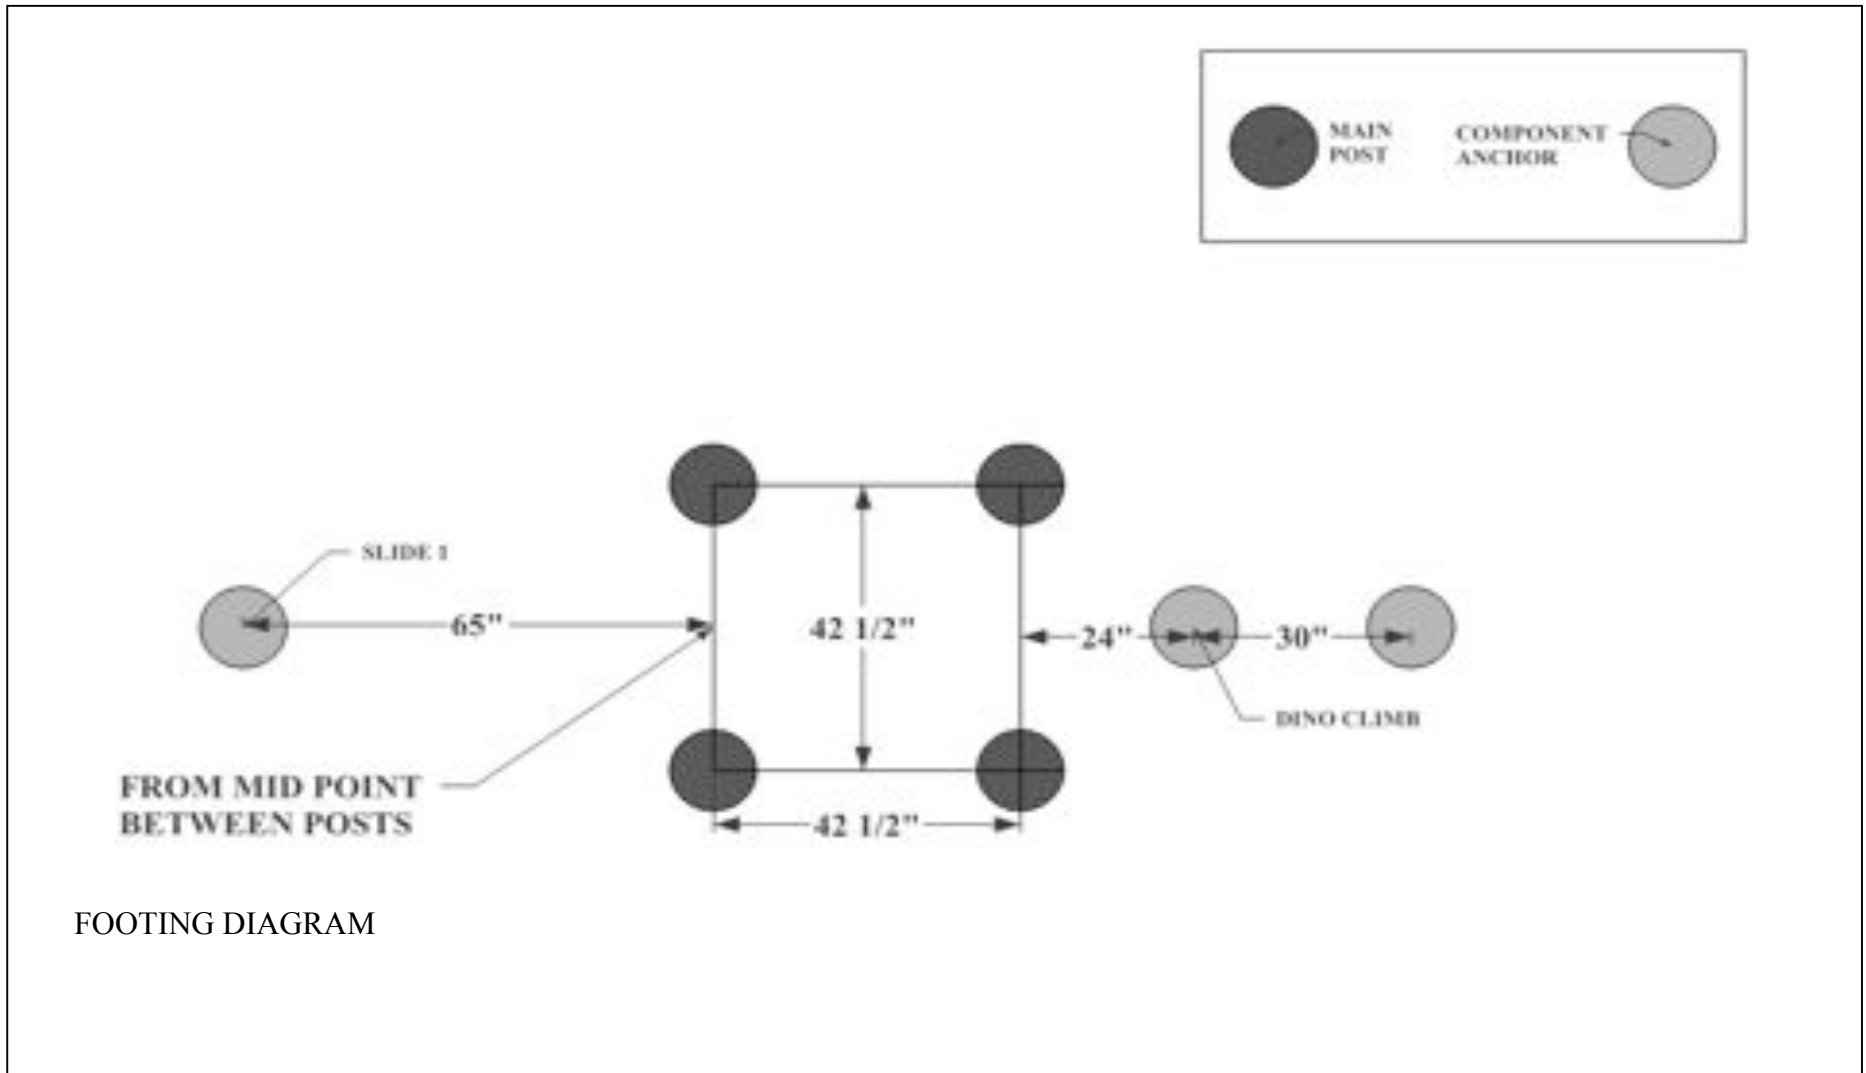 MAIN
POST
COMPONENT
ANCHOR
SLIDE 1
65"
42 1/2"
24"
30"
DINO CLIMB
FROM MID POINT
BETWEEN POSTS
42 1/2"
FOOTING DIAGRAM